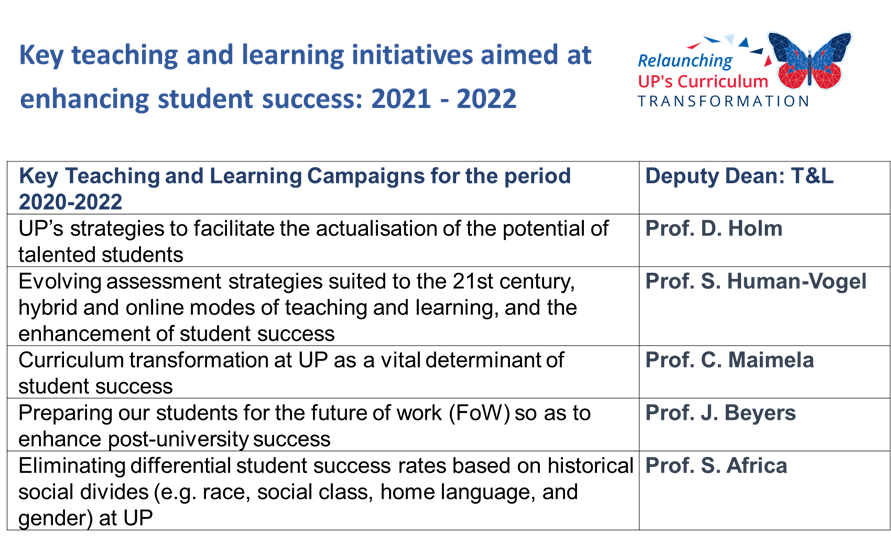 Key teaching and learning initiatives aimed at
enhancing student success: 2021 - 2022
Relaunching
UP's Curriculum
TRANSFORMATION
Key Teaching and Learning Campaigns for the period
2020-2022
Deputy Dean: T&L
UP’s strategies to facilitate the actualisation of the potential of
talented students
Prof. D. Holm
Evolving assessment strategies suited to the 21st century,
hybrid and online modes of teaching and learning, and the
enhancement of student success
Prof. S. Human-Vogel
Curriculum transformation at UP as a vital determinant of
student success
Prof. C. Maimela
Preparing our students for the future of work (FoW) so as to
enhance post-university success
Prof. J. Beyers
Eliminating differential student success rates based on historical
social divides (e.g. race, social class, home language, and
gender) at UP
Prof. S. Africa